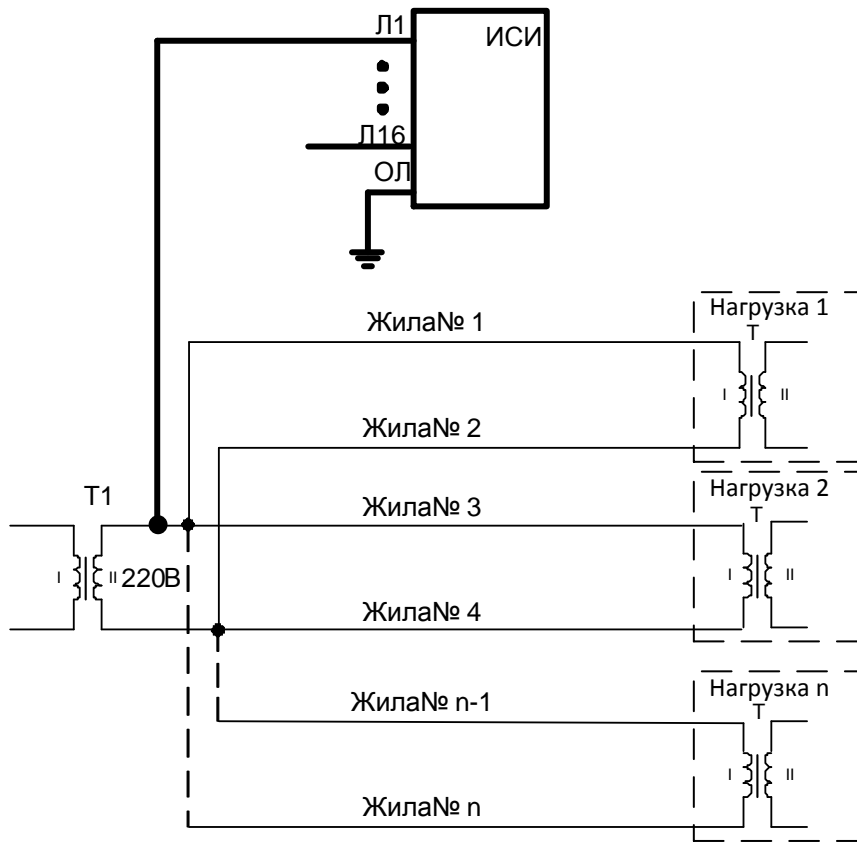 Л1
ИСИ
Л16
ОЛ
Жила№ 1
Нагрузка 1
Т
I
II
Жила№ 2
Т1
Жила№ 3
Нагрузка 2
Т
I
II 220В
I
II
Жила№ 4
Жила№ n-1
Нагрузка n
Т
I
II
Жила№ n